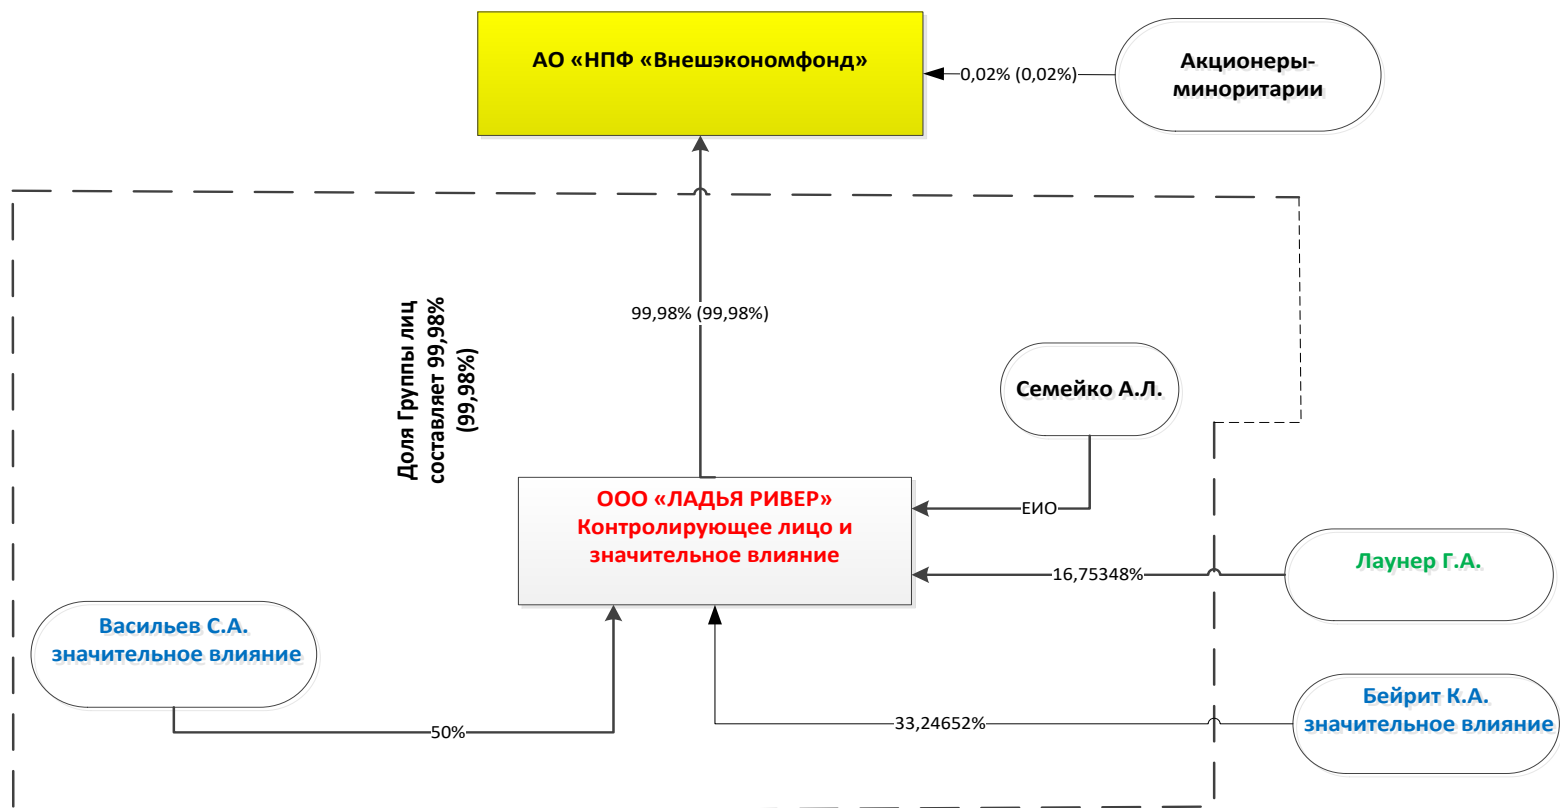 АО «НПФ «Внешэкономфонд»
0,02% (0,02%)
Акционеры-
миноритарии
99,98% (99,98%)
Доля Группы лиц
составляет 99,98%
(99,98%)
Семейко А.Л.
ООО «ЛАДЬЯ РИВЕР»
Контролирующее лицо и
значительное влияние
ЕИО
16,75348%
Лаунер Г.А.
Васильев С.А.
значительное влияние
Бейрит К.А.
значительное влияние
33,24652%
50%